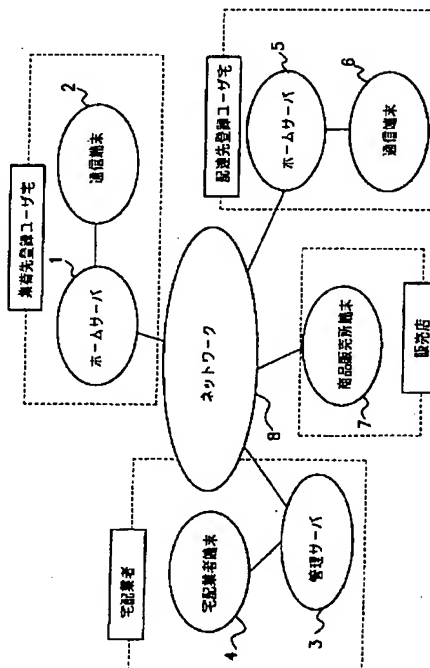 集荷先登録ユーザ宅
1
ホームサーバ
2
通信端末
配達先登録ユーザ宅
5
ホームサーバ
6
通信端末
ネットワーク
8
宅配業者
4
宅配業者端末
3
管理サーバ
商品販売所端末
7
販売店